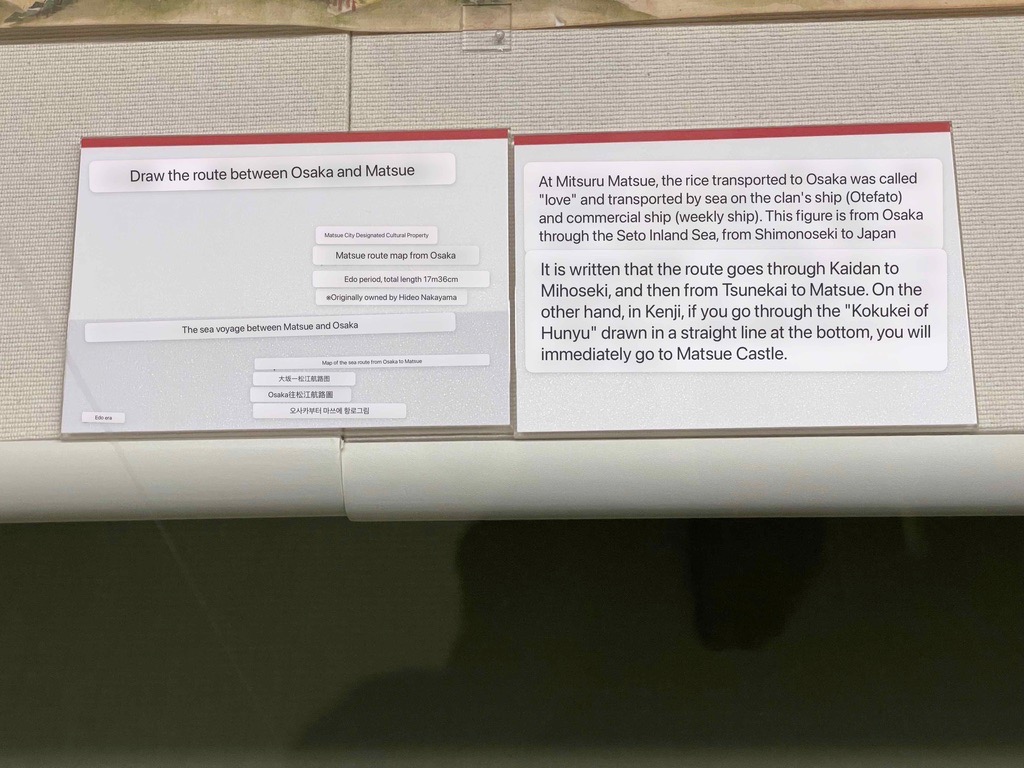 Draw the route between Osaka and Matsue
Matsue City Designated Cultural Property
Matsue route map from Osaka
Edo period, total length 17m36cm
※Originally owned by Hideo Nakayama
The sea voyage between Matsue and Osaka
Map of the sea route from Osaka to Matsue
大坂一松江航路图
Osaka往松江航路圖
오사카부터 마쓰에 항로그림
Edo era
At Mitsuru Matsue, the rice transported to Osaka was called
"love" and transported by sea on the clan's ship (Otefato)
and commercial ship (weekly ship). This figure is from Osaka
through the Seto Inland Sea, from Shimonoseki to Japan
It is written that the route goes through Kaidan to
Mihoseki, and then from Tsunekai to Matsue. On the
other hand, in Kenji, if you go through the "Kokukei of
Hunyu" drawn in a straight line at the bottom, you will
immediately go to Matsue Castle.